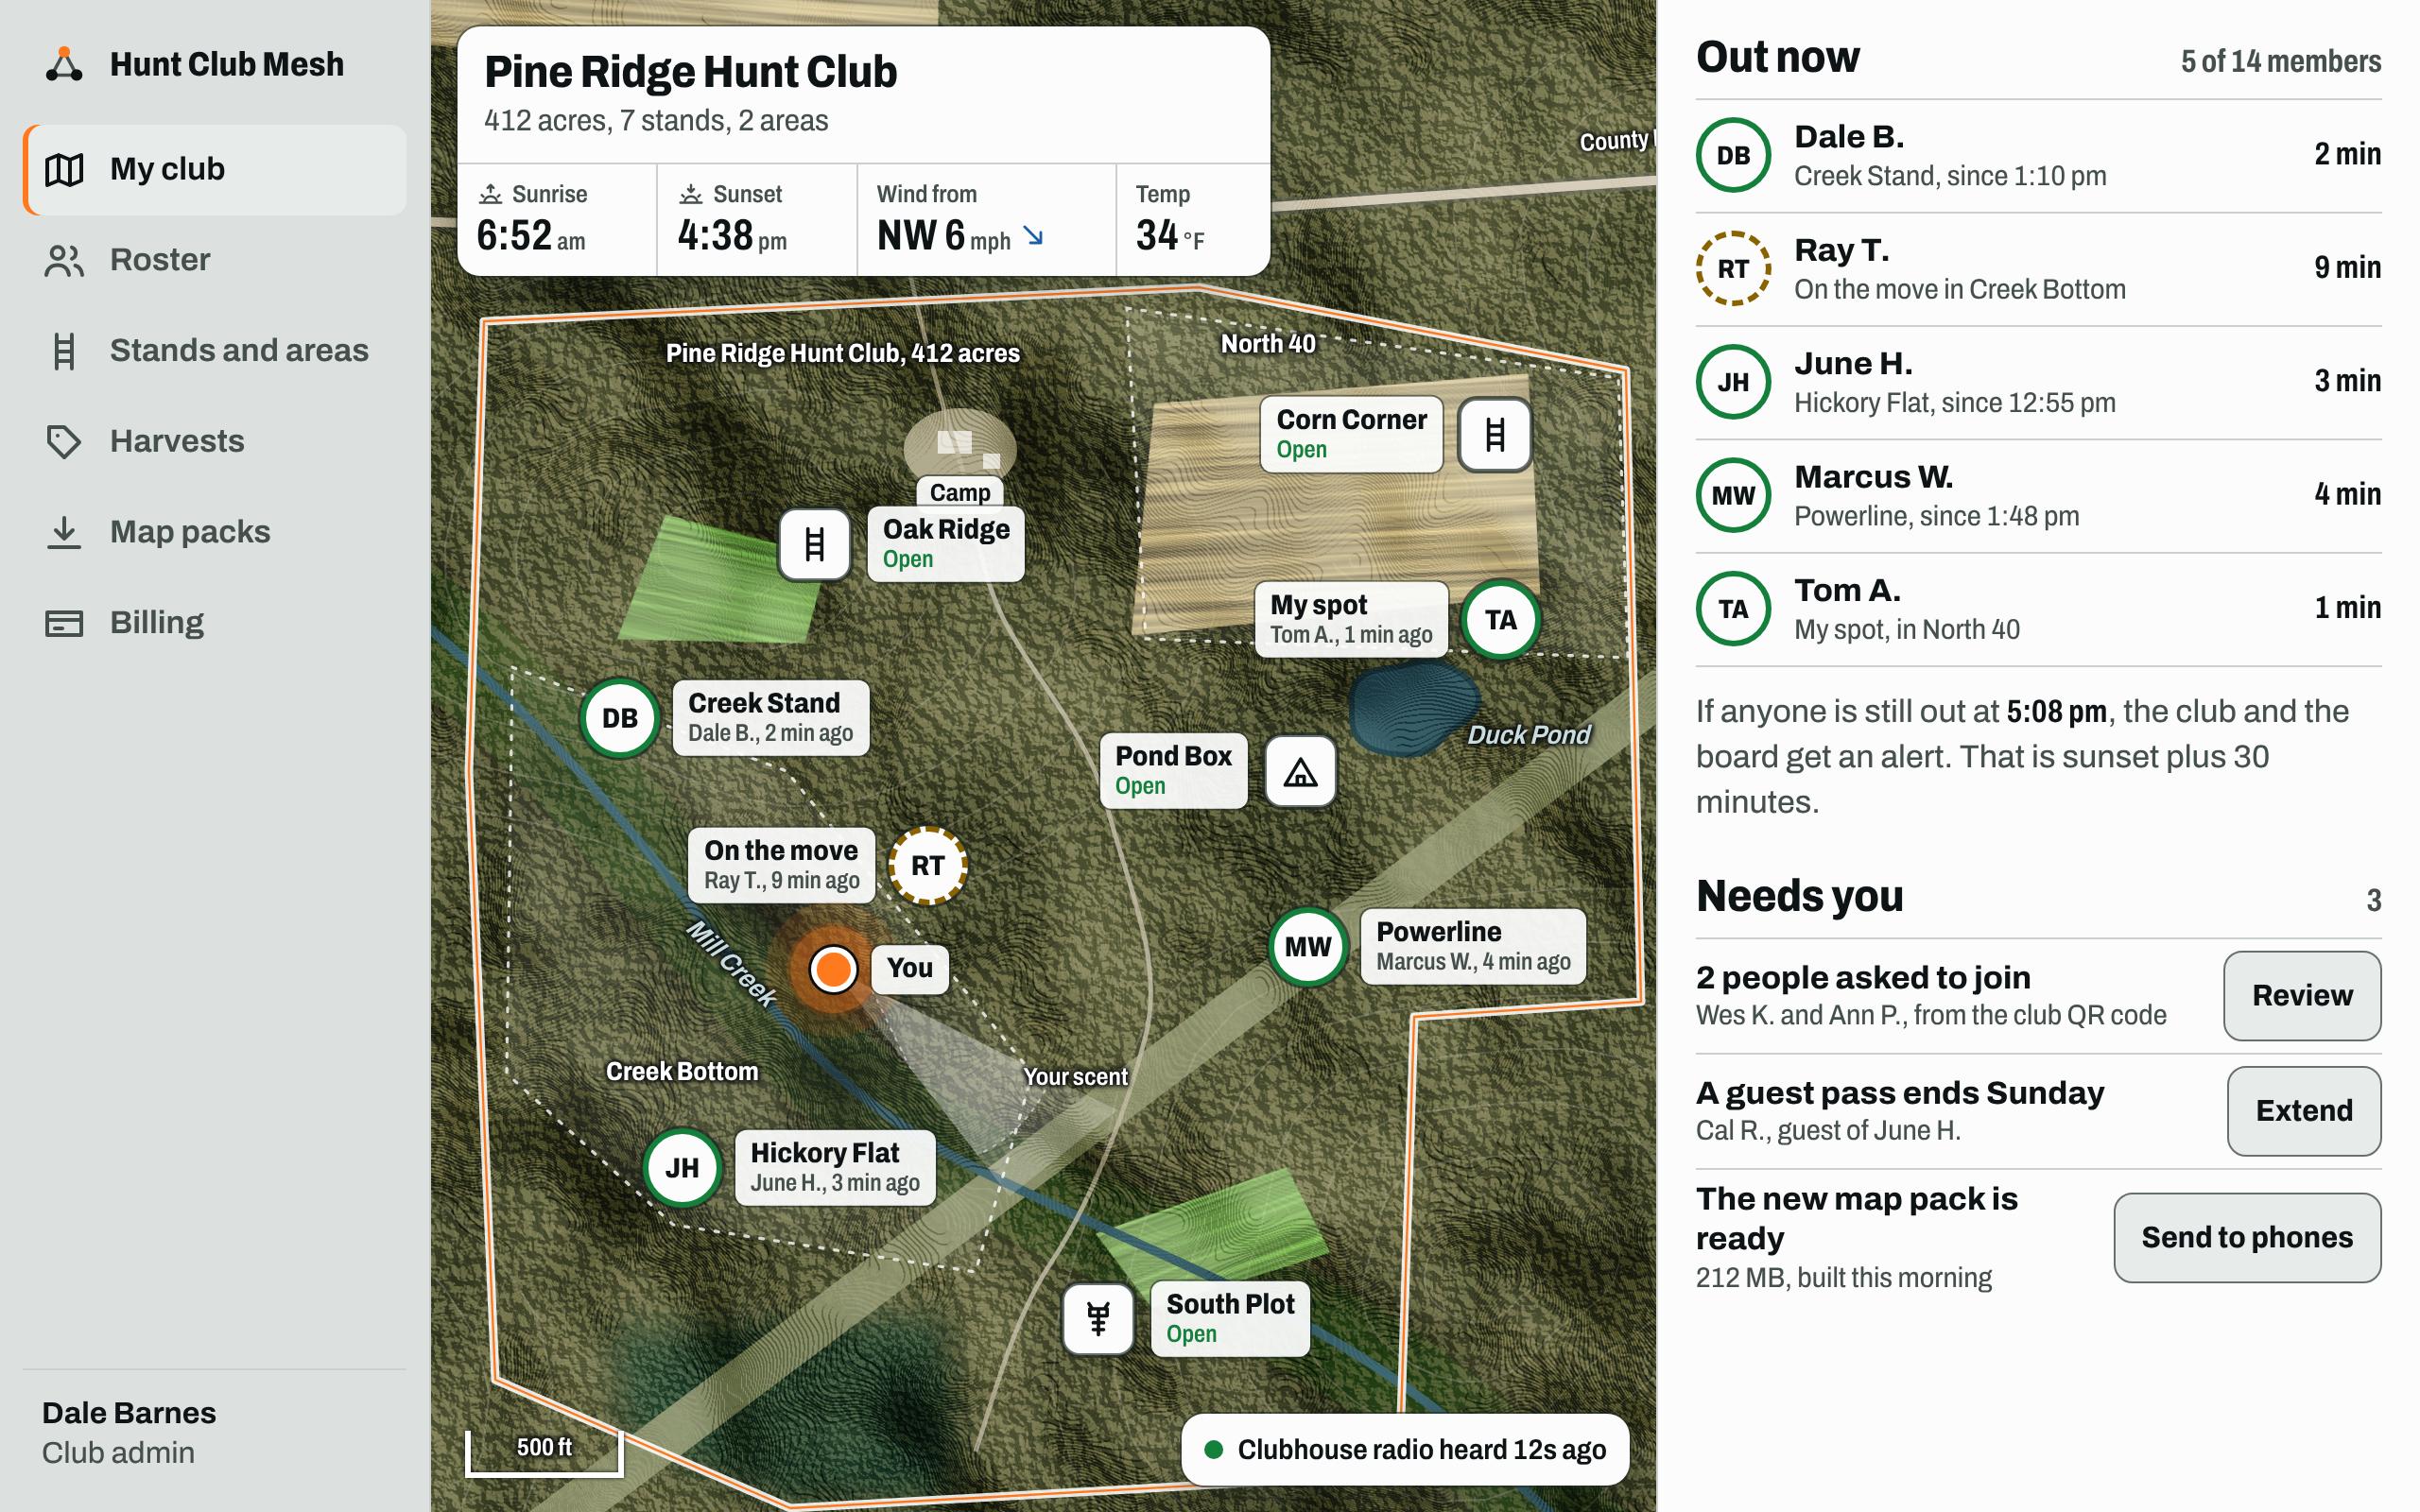 Hunt Club Mesh
My club
Roster
Stands and areas
Harvests
Map packs
Billing
Dale Barnes
Club admin
Pine Ridge Hunt Club
412 acres, 7 stands, 2 areas
Sunrise
6:52 am
Sunset
4:38 pm
Wind from
NW 6 mph
Temp
34 °F
County
Pine Ridge Hunt Club, 412 acres
North 40
Corn Corner
Open
Camp
Oak Ridge
Open
My spot
Tom A., 1 min ago
TA
DB
Creek Stand
Dale B., 2 min ago
Duck Pond
Pond Box
Open
On the move
Ray T., 9 min ago
RT
Mill Creek
You
MW
Powerline
Marcus W., 4 min ago
Creek Bottom
Your scent
JH
Hickory Flat
June H., 3 min ago
South Plot
Open
500 ft
Clubhouse radio heard 12s ago
Out now
5 of 14 members
DB
Dale B.
Creek Stand, since 1:10 pm
2 min
RT
Ray T.
On the move in Creek Bottom
9 min
JH
June H.
Hickory Flat, since 12:55 pm
3 min
MW
Marcus W.
Powerline, since 1:48 pm
4 min
TA
Tom A.
My spot, in North 40
1 min
If anyone is still out at 5:08 pm, the club and the
board get an alert. That is sunset plus 30
minutes.
Needs you
3
2 people asked to join
Wes K. and Ann P., from the club QR code
Review
A guest pass ends Sunday
Cal R., guest of June H.
Extend
The new map pack is
ready
212 MB, built this morning
Send to phones